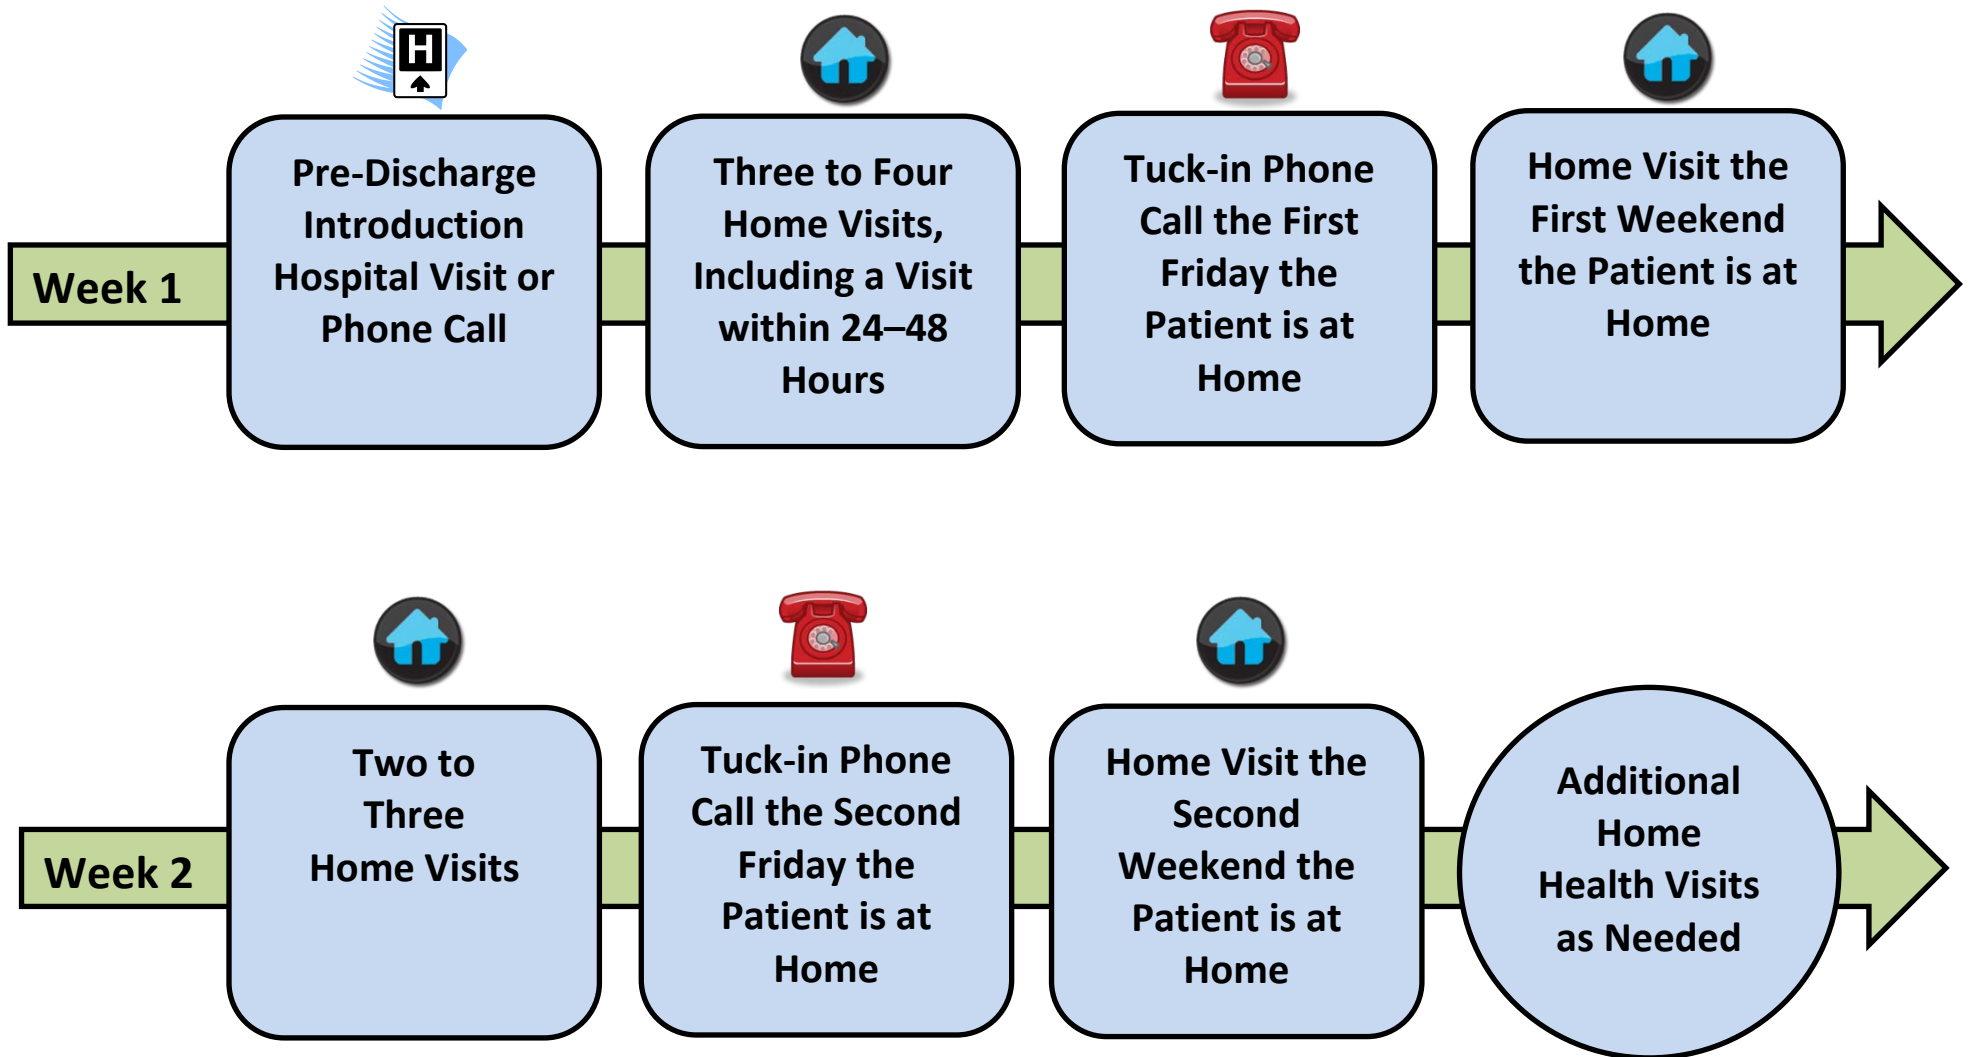 H
Week 1
Pre-Discharge
Introduction
Hospital Visit or
Phone Call
Three to Four
Home Visits,
Including a Visit
within 24–48
Hours
Tuck-in Phone
Call the First
Friday the
Patient is at
Home
Home Visit the
First Weekend
the Patient is at
Home
Week 2
Two to
Three
Home Visits
Tuck-in Phone
Call the Second
Friday the
Patient is at
Home
Home Visit the
Second
Weekend the
Patient is at
Home
Additional
Home
Health Visits
as Needed